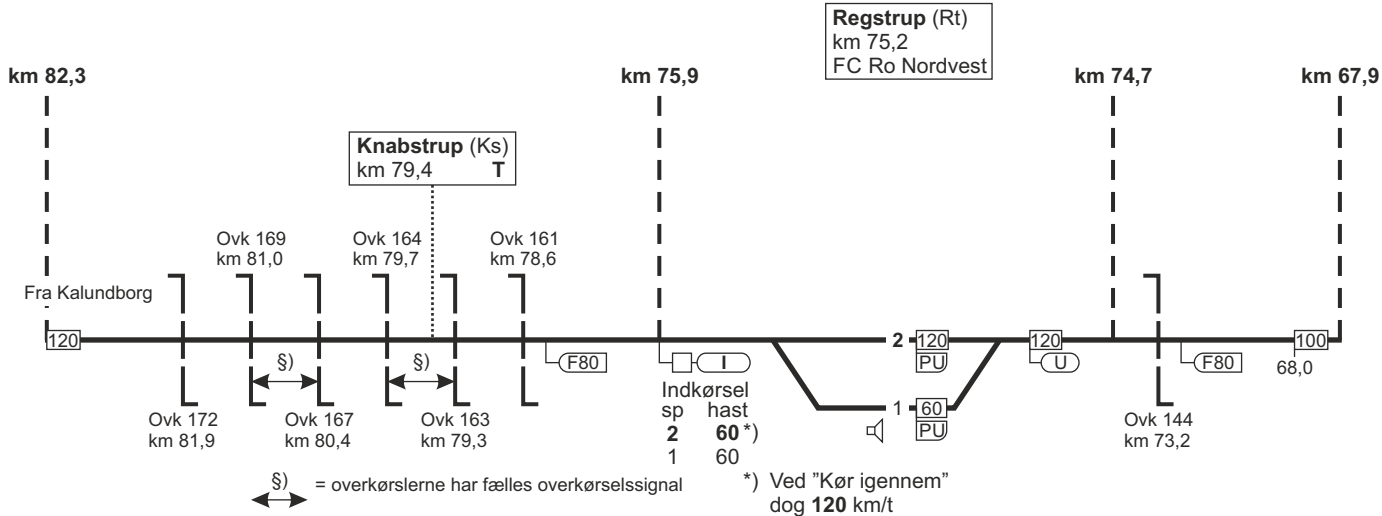 Regstrup (Rt)
km 75,2
FC Ro Nordvest
km 82,3
km 75,9
km 74,7
km 67,9
Knabstrup (Ks)
km 79,4 T
Ovk 169
km 81,0
Ovk 164
km 79,7
Ovk 161
km 78,6
Fra Kalundborg
120
§)
§)
F80
I
2
120
PU
120
U
F80
100
68,0
Ovk 172
km 81,9
Ovk 167
km 80,4
Ovk 163
km 79,3
Indkørsel
sp hast
2 60 *)
1 60
1
60
PU
Ovk 144
km 73,2
§) = overkørslerne har fælles overkørselssignal
*) Ved ”Kør igennem”
dog 120 km/t